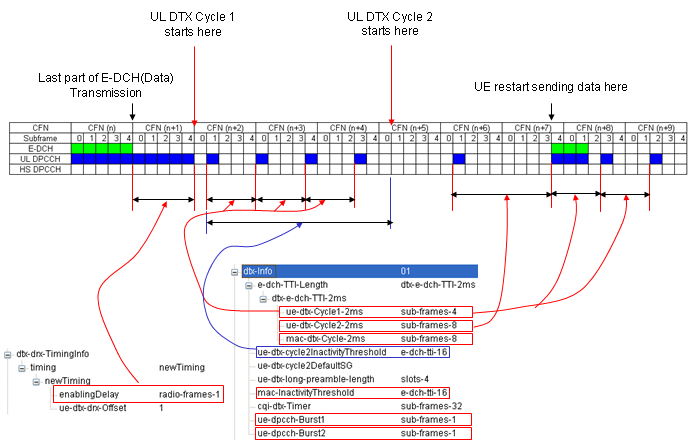 UL DTX Cycle 1
starts here
UL DTX Cycle 2
starts here
Last part of E-DCH(Data)
Transmission
UE restart sending data here
CFN CFN (n) CFN (n+1) CFN (n+2) CFN (n+3) CFN (n+4) CFN (n+5) CFN (n+6) CFN (n+7) CFN (n+8) CFN (n+9)
Subframe 0 1 2 3 4 0 1 2 3 4 0 1 2 3 4 0 1 2 3 4 0 1 2 3 4 0 1 2 3 4 0 1 2 3 4 0 1 2 3 4 0 1 2 3 4 0 1 2 3 4
E-DCH
UL DPCCH
HS DPCCH
dtx-Info 01
e-dch-TTI-Length dtx-e-dch-TTI-2ms
dtx-e-dch-TTI-2ms
ue-dtx-Cycle1-2ms sub-frames-4
ue-dtx-Cycle2-2ms sub-frames-8
mac-dtx-Cycle-2ms sub-frames-8
ue-dtx-cycle2InactivityThreshold e-dch-tti-16
ue-dtx-cycle2DefaultSG
ue-dtx-long-preamble-length slots-4
mac-InactivityThreshold e-dch-tti-16
cqi-dtx-Timer sub-frames-32
ue-dpcch-Burst1 sub-frames-1
ue-dpcch-Burst2 sub-frames-1
dtx-drx-TimingInfo
timing newTiming
newTiming
enablingDelay radio-frames-1
ue-dtx-drx-Offset 1